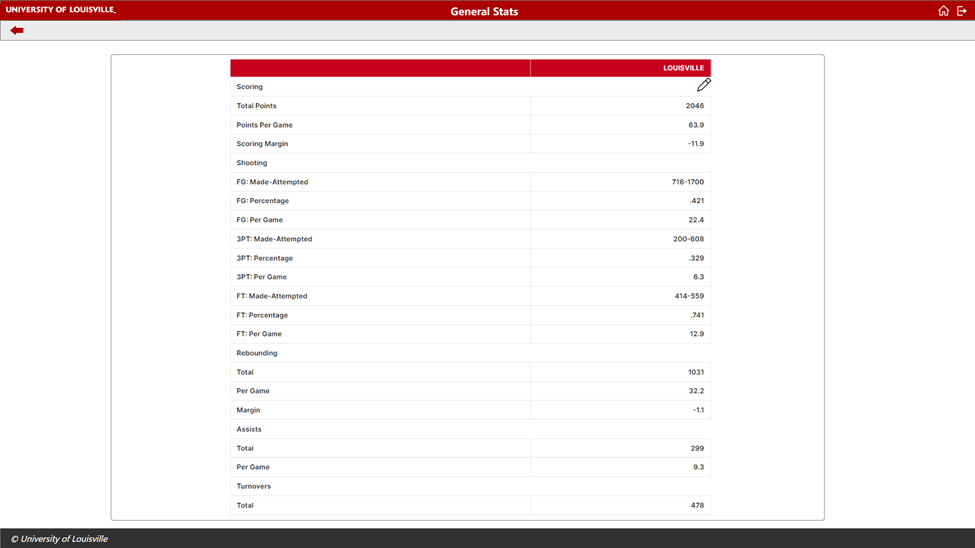 UNIVERSITY OF LOUISVILLE.
General Stats
LOUISVILLE
Scoring
Total Points 2046
Points Per Game 63.9
Scoring Margin -11.9
Shooting
FG: Made-Attempted 716-1700
FG: Percentage .421
FG: Per Game 22.4
3PT: Made-Attempted 200-608
3PT: Percentage .329
3PT: Per Game 6.3
FT: Made-Attempted 414-559
FT: Percentage .741
FT: Per Game 12.9
Rebounding
Total 1031
Per Game 32.2
Margin -1.1
Assists
Total 299
Per Game 9.3
Turnovers
Total 478
© University of Louisville